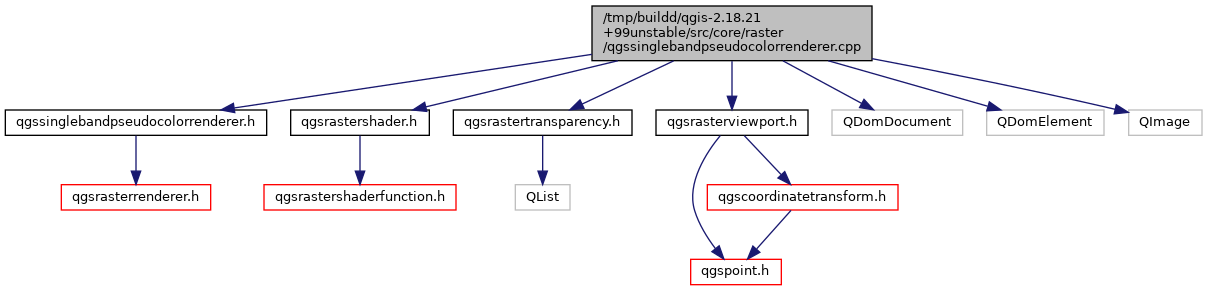 /tmp/buildd/qgis-2.18.21
+99unstable/src/core/raster
/qgssinglebandpseudocolorrenderer.cpp
qgssinglebandpseudocolorrenderer.h
qgsrastershader.h
qgsrastertransparency.h
qgsrasterviewport.h
QDomDocument
QDomElement
QImage
qgsrasterrenderer.h
qgsrastershaderfunction.h
QList
qgscoordinatetransform.h
qgspoint.h